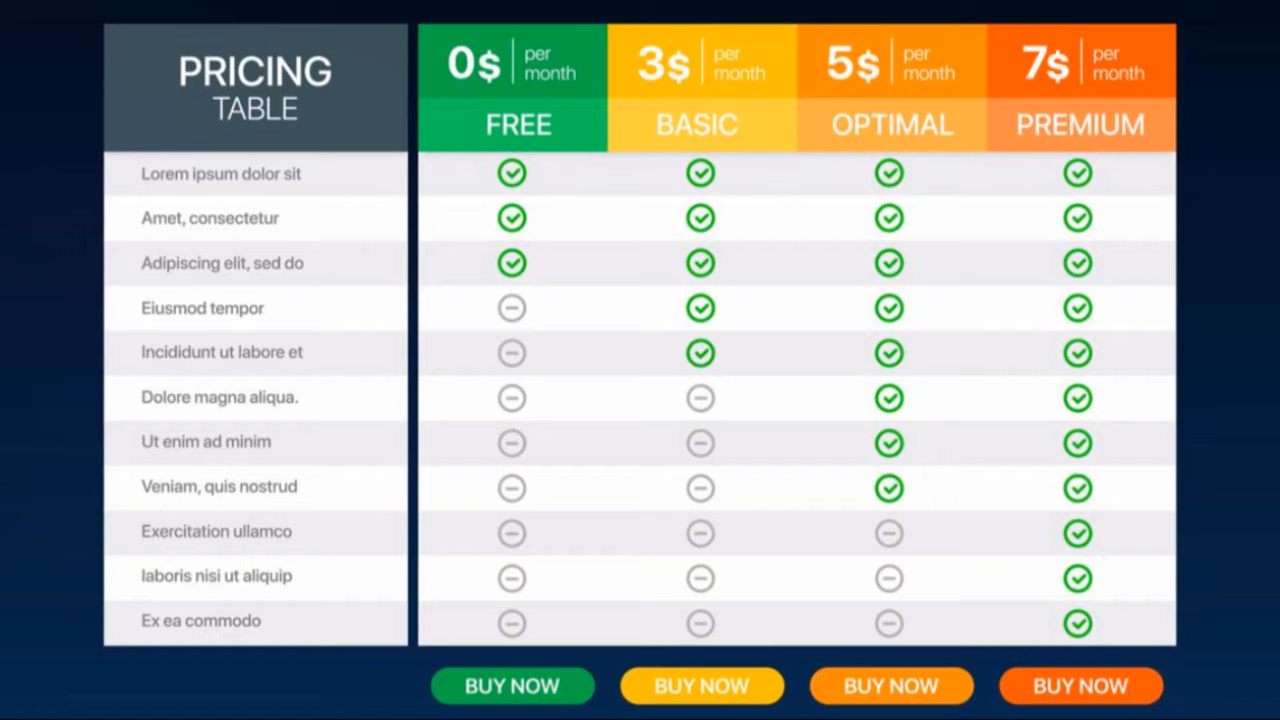 PRICING
TABLE
0$ per month
3$ per month
5$ per month
7$ per month
FREE
BASIC
OPTIMAL
PREMIUM
Lorem ipsum dolor sit
Amet, consectetur
Adipiscing elit, sed do
Eiusmod tempor
Incididunt ut labore et
Dolore magna aliqua.
Ut enim ad minim
Veniam, quis nostrud
Exercitation ullamco
laboris nisi ut aliquip
Ex ea commodo
BUY NOW
BUY NOW
BUY NOW
BUY NOW